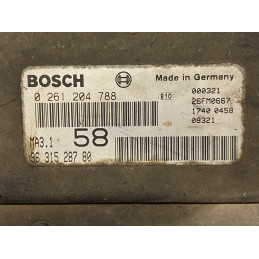 BOSCH
Made in Germany
0 261 204 788
B10
000321
26FM0667
1740 0458
08321
MA3.1
58
96 315 287 80